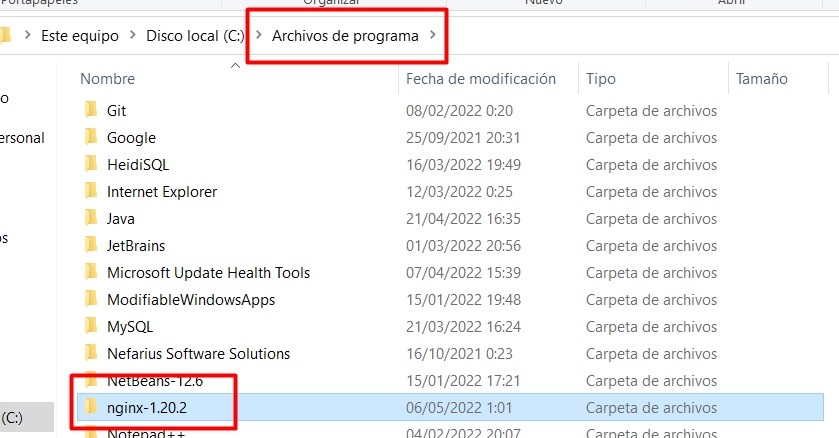 Portapapeles Organizar Nuevo Abrir
Este equipo > Disco local (C:) > Archivos de programa >
Nombre Fecha de modificación Tipo Tamaño
Git 08/02/2022 0:20 Carpeta de archivos
Google 25/09/2021 20:31 Carpeta de archivos
HeidiSQL 16/03/2022 19:49 Carpeta de archivos
Internet Explorer 12/03/2022 0:25 Carpeta de archivos
Java 21/04/2022 16:35 Carpeta de archivos
JetBrains 01/03/2022 20:56 Carpeta de archivos
Microsoft Update Health Tools 07/04/2022 15:39 Carpeta de archivos
ModifiableWindowsApps 15/01/2022 19:48 Carpeta de archivos
MySQL 21/03/2022 16:24 Carpeta de archivos
Nefarius Software Solutions 16/10/2021 0:23 Carpeta de archivos
NetBeans-12.6 15/01/2022 17:21 Carpeta de archivos
nginx-1.20.2 06/05/2022 1:01 Carpeta de archivos
Notepad++ 04/02/2022 20:07 Carpeta de archivos
o
ersonal
os
(C:)